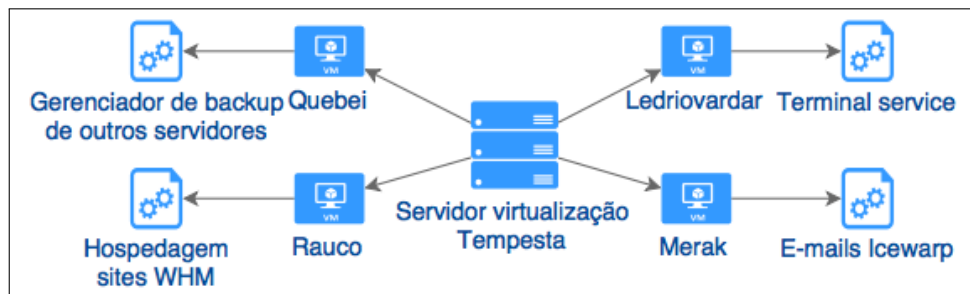 VM
VM
Gerenciador de backup
de outros servidores
Quebei
Ledriovardar
Terminal service
VM
VM
Servidor virtualização
Tempesta
Hospedagem
sites WHM
Rauco
Merak
E-mails Icewarp